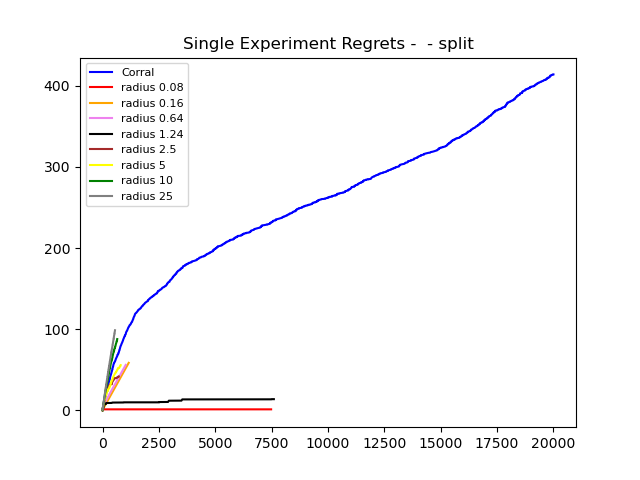 Single Experiment Regrets -  - split
Corral
radius 0.08
radius 0.16
radius 0.64
radius 1.24
radius 2.5
radius 5
radius 10
radius 25
400
300
200
100
0
0 2500 5000 7500 10000 12500 15000 17500 20000